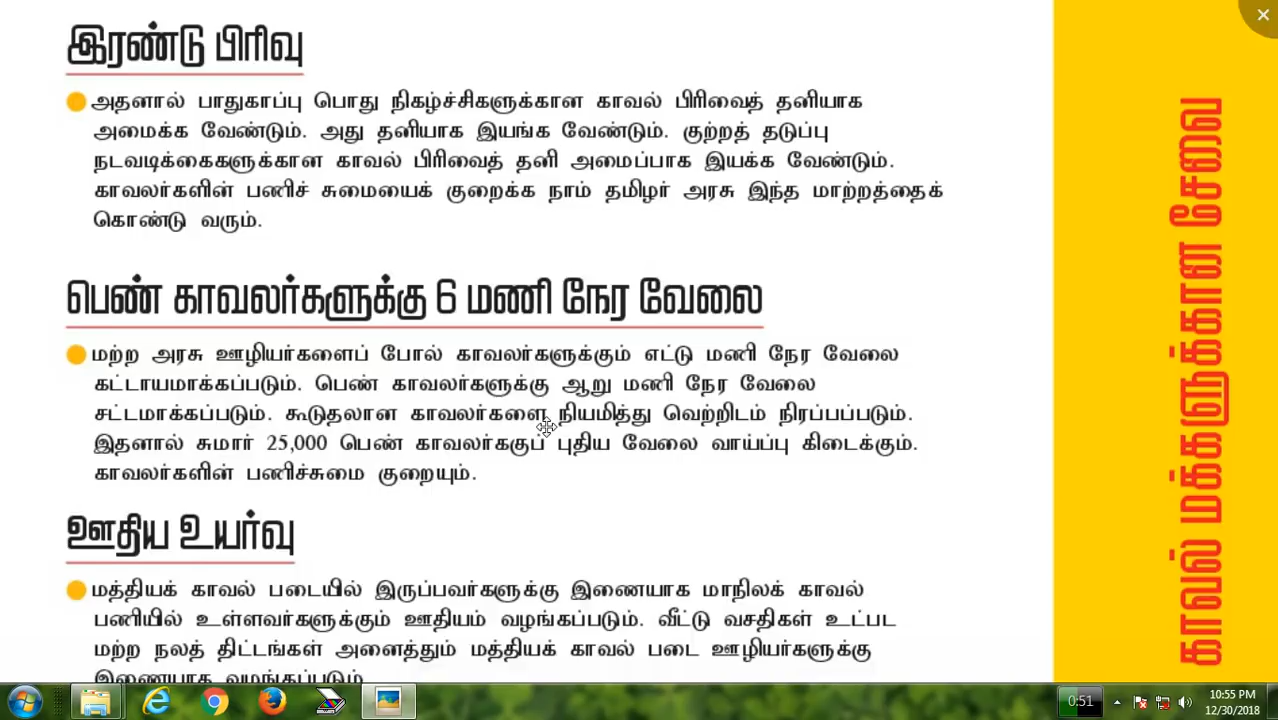 இரண்டு பிரிவு
அதனால் பாதுகாப்பு பொது நிகழ்ச்சிகளுக்கான காவல் பிரிவைத் தனியாக
அமைக்க வேண்டும். அது தனியாக இயங்க வேண்டும். குற்றத் தடுப்பு
நடவடிக்கைகளுக்கான காவல் பிரிவைத் தனி அமைப்பாக இயக்க வேண்டும்.
காவலர்களின் பணிச் சுமையைக் குறைக்க நாம் தமிழர் அரசு இந்த மாற்றத்தைக்
கொண்டு வரும்.
பெண் காவலர்களுக்கு 6 மணி நேர வேலை
மற்ற அரசு ஊழியர்களைப் போல் காவலர்களுக்கும் எட்டு மணி நேர வேலை
கட்டாயமாக்கப்படும். பெண் காவலர்களுக்கு ஆறு மணி நேர வேலை
சட்டமாக்கப்படும். கூடுதலான காவலர்களை நியமித்து வெற்றிடம் நிரப்பப்படும்.
இதனால் சுமார் 25,000 பெண் காவலர்ககுப் புதிய வேலை வாய்ப்பு கிடைக்கும்.
காவலர்களின் பணிச்சுமை குறையும்.
ஊதிய உயர்வு
மத்தியக் காவல் படையில் இருப்பவர்களுக்கு இணையாக மாநிலக் காவல்
பணியில் உள்ளவர்களுக்கும் ஊதியம் வழங்கப்படும். வீட்டு வசதிகள் உட்பட
மற்ற நலத் திட்டங்கள் அனைத்தும் மத்தியக் காவல் படை ஊழியர்களுக்கு
இணையாக வழங்கப்படும்
காவல் மக்களுக்கான சேவை
0:51
10:55 PM
12/30/2018